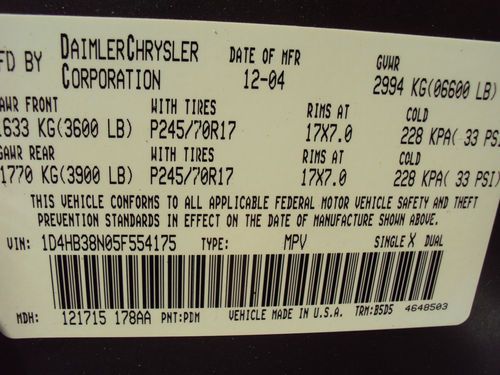 FD BY DAIMLERCHRYSLER CORPORATION DATE OF MFR 12-04 GVWR 2994 KG(06600 LB)
AWR FRONT WITH TIRES RIMS AT COLD
1633 KG(3600 LB) P245/70R17 17X7.0 228 KPA( 33 PSI)
GAWR REAR WITH TIRES RIMS AT COLD
1770 KG(3900 LB) P245/70R17 17X7.0 228 KPA( 33 PSI)
THIS VEHICLE CONFORMS TO ALL APPLICABLE FEDERAL MOTOR VEHICLE SAFETY AND THEFT
PREVENTION STANDARDS IN EFFECT ON THE DATE OF MANUFACTURE SHOWN ABOVE.
VIN: 1D4HB38N05F554175 TYPE: MPV SINGLE X DUAL
MDH: 121715 178AA PNT:PDM VEHICLE MADE IN U.S.A. TRM:B5D5 4648503